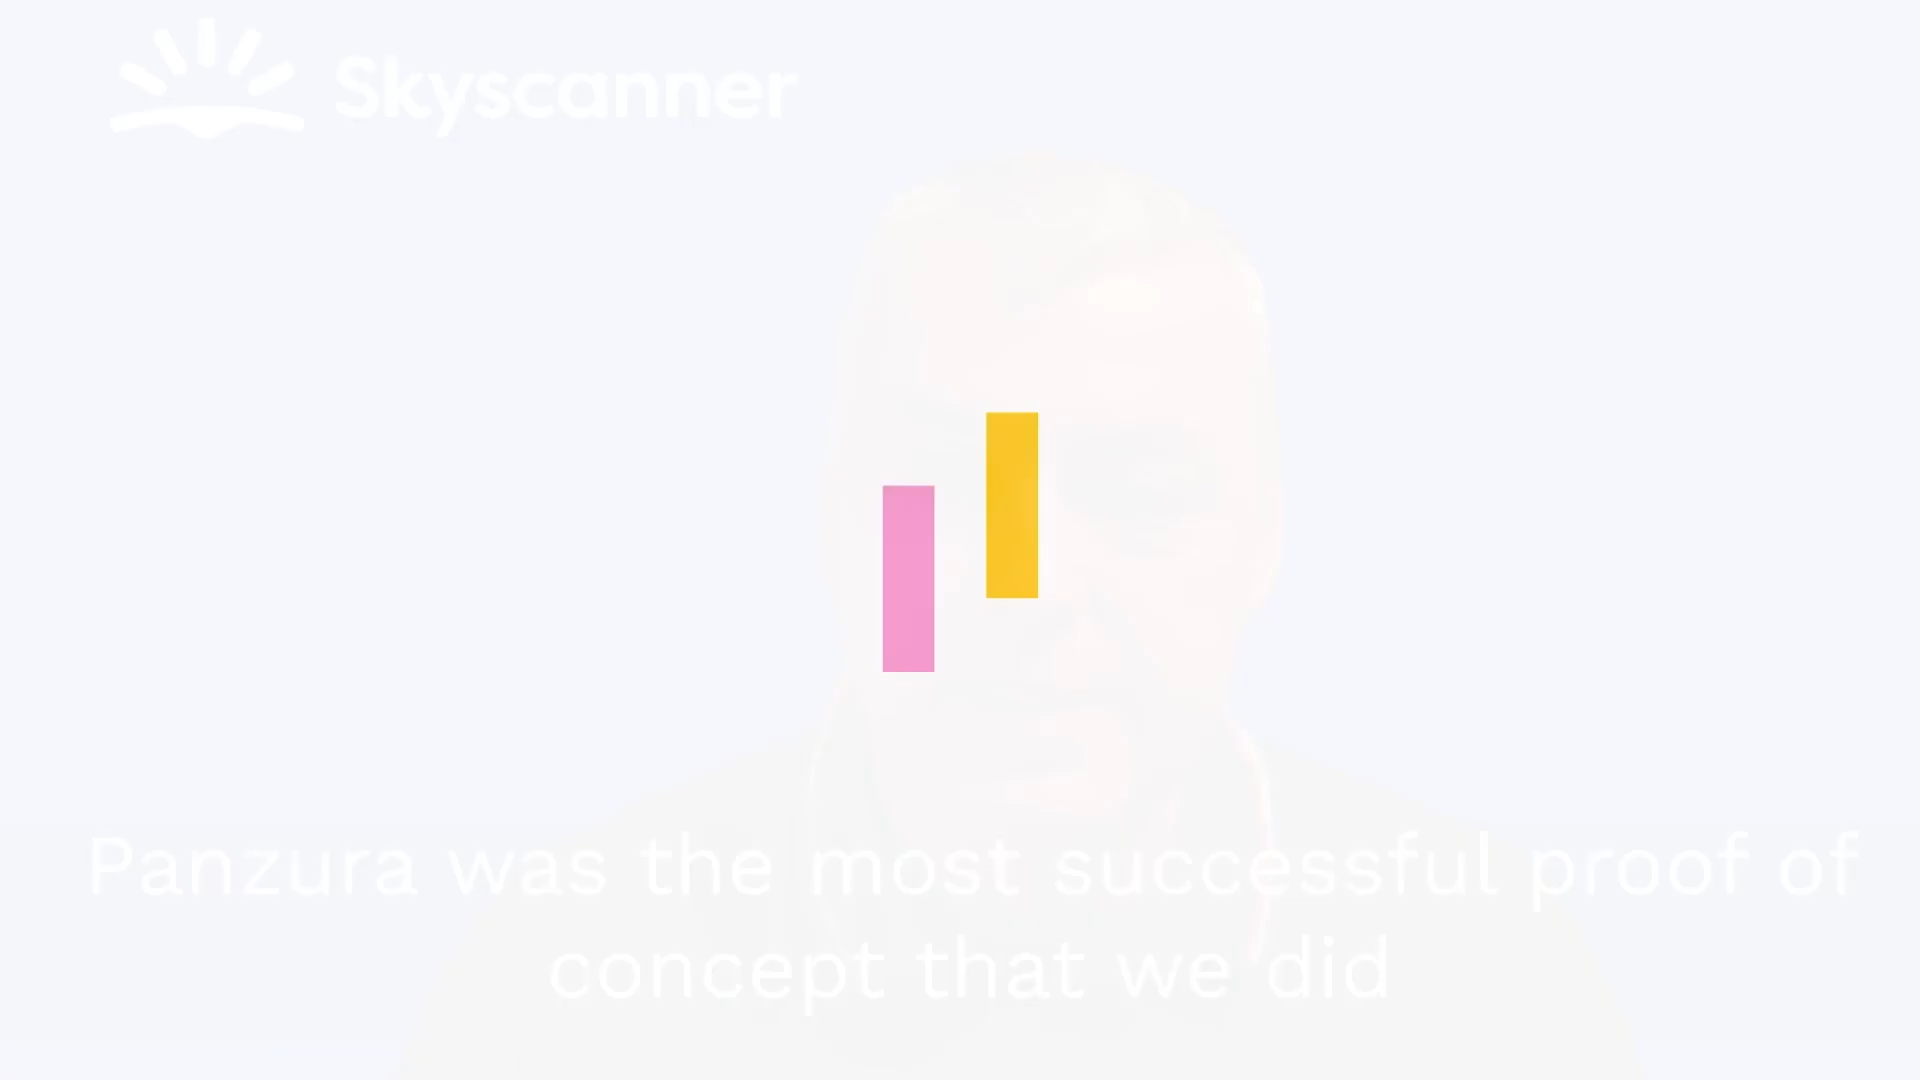 Skyscanner
Panzura was the most successful proof of
concept that we did